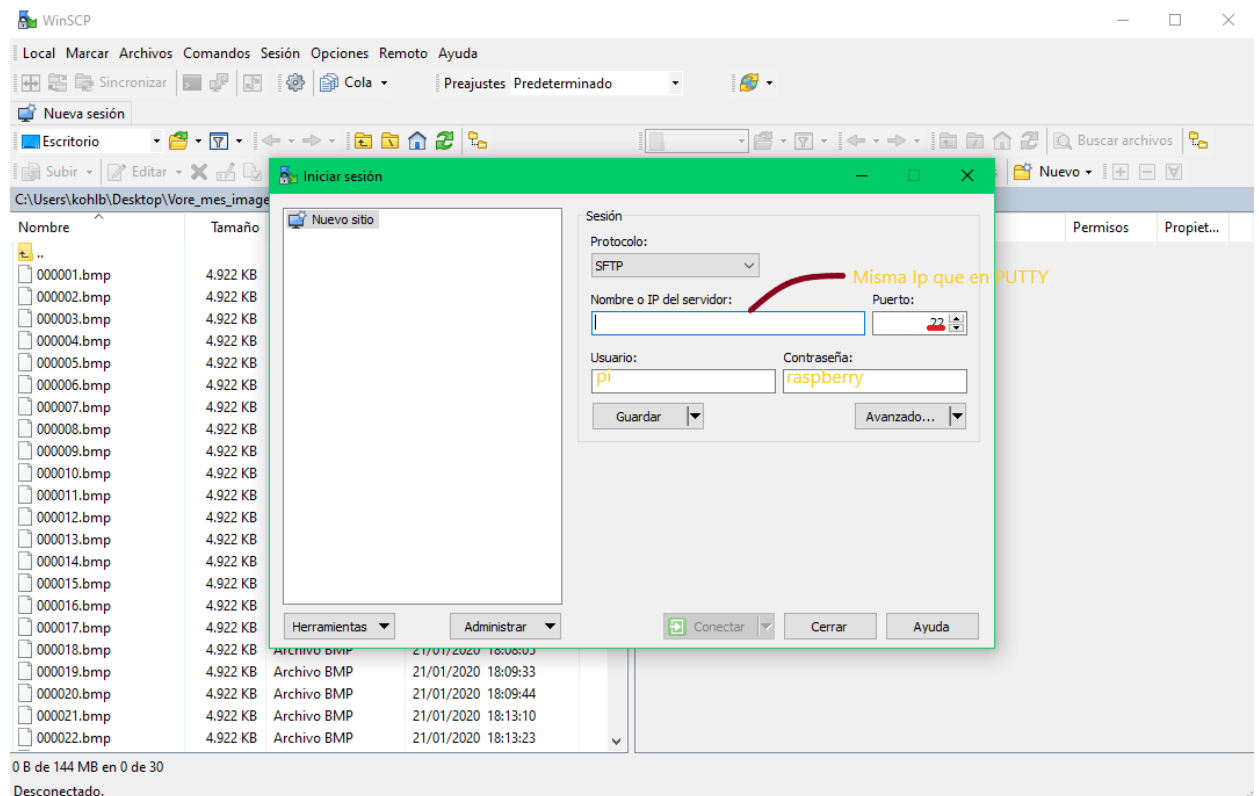 WinSCP
Local Marcar Archivos Comandos Sesión Opciones Remoto Ayuda
Sincronizar Cola Preajustes Predeterminado
Nueva sesión
Escritorio Buscar archivos
Subir Editar Nuevo
C:\Users\kohlb\Desktop\Vore_mes_image
Nombre Tamaño Permisos Propiet...
..
000001.bmp 4.922 KB
000002.bmp 4.922 KB
000003.bmp 4.922 KB
000004.bmp 4.922 KB
000005.bmp 4.922 KB
000006.bmp 4.922 KB
000007.bmp 4.922 KB
000008.bmp 4.922 KB
000009.bmp 4.922 KB
000010.bmp 4.922 KB
000011.bmp 4.922 KB
000012.bmp 4.922 KB
000013.bmp 4.922 KB
000014.bmp 4.922 KB
000015.bmp 4.922 KB
000016.bmp 4.922 KB
000017.bmp 4.922 KB
000018.bmp 4.922 KB Archivo BMP 21/01/2020 18:08:05
000019.bmp 4.922 KB Archivo BMP 21/01/2020 18:09:33
000020.bmp 4.922 KB Archivo BMP 21/01/2020 18:09:44
000021.bmp 4.922 KB Archivo BMP 21/01/2020 18:13:10
000022.bmp 4.922 KB Archivo BMP 21/01/2020 18:13:23
0 B de 144 MB en 0 de 30
Desconectado.
Iniciar sesión
Nuevo sitio
Sesión
Protocolo:
SFTP
Misma Ip que en PUTTY
Nombre o IP del servidor: Puerto:
22
Usuario: Contraseña:
pi raspberry
Guardar Avanzado...
Herramientas Administrar Conectar Cerrar Ayuda